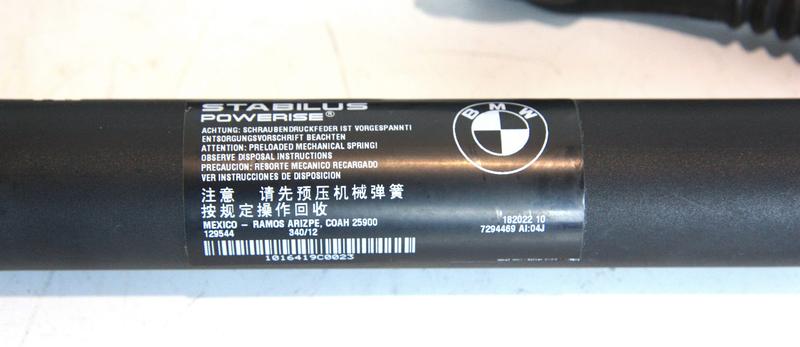 STABILUS
POWERISE®
ACHTUNG: SCHRAUBENDRUCKFEDER IST VORGESPANNT!
ENTSORGUNGSVORSCHRIFT BEACHTEN
ATTENTION: PRELOADED MECHANICAL SPRING!
OBSERVE DISPOSAL INSTRUCTIONS
PRECAUCION: RESORTE MECANICO RECARGADO
VER INSTRUCCIONES DE DISPOSICION
注意 请先预压机械弹簧
按规定操作回收
MEXICO - RAMOS ARIZPE, COAH 25900
129544 340/12
1016419C0023
BMW
182022 10
7294469 AI:04J